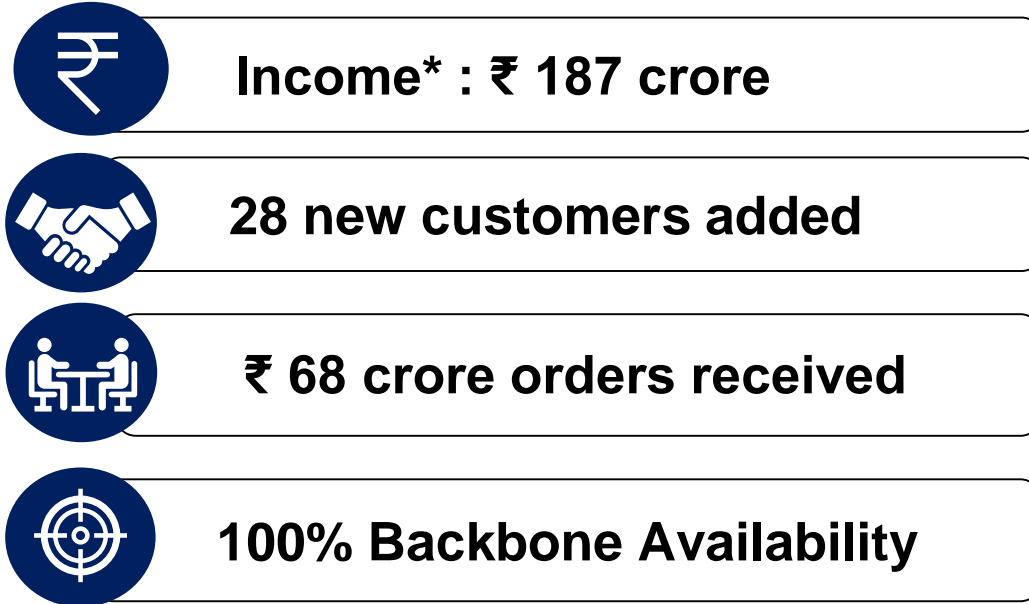 Income* : ₹ 187 crore
28 new customers added
₹ 68 crore orders received
100% Backbone Availability